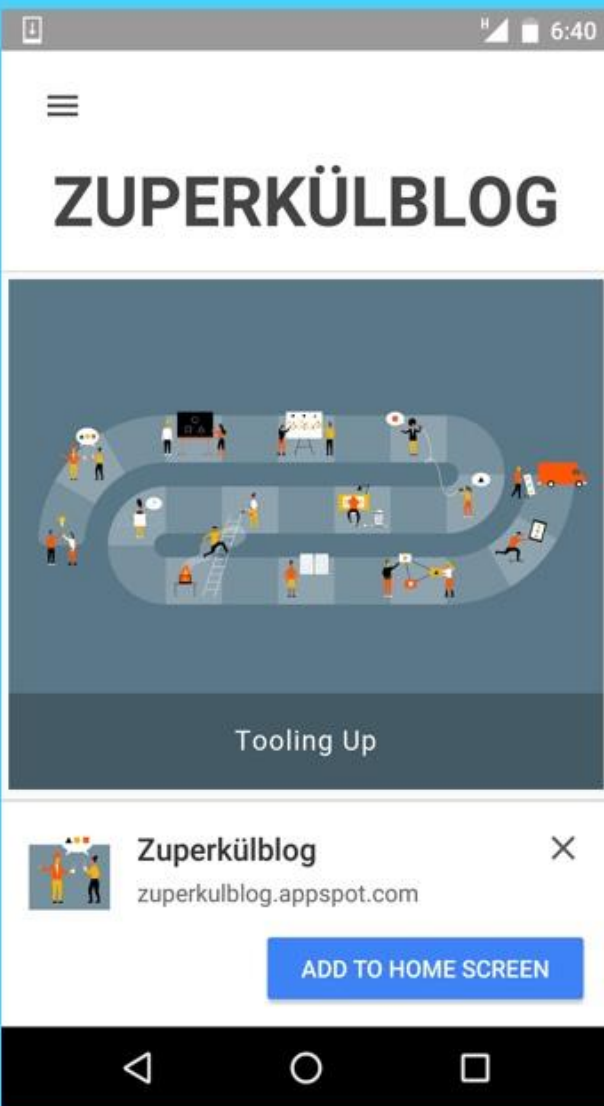 H 6:40
ZUPERKÜLBLOG
Tooling Up
Zuperkülblog
zuperkulblog.appspot.com
ADD TO HOME SCREEN